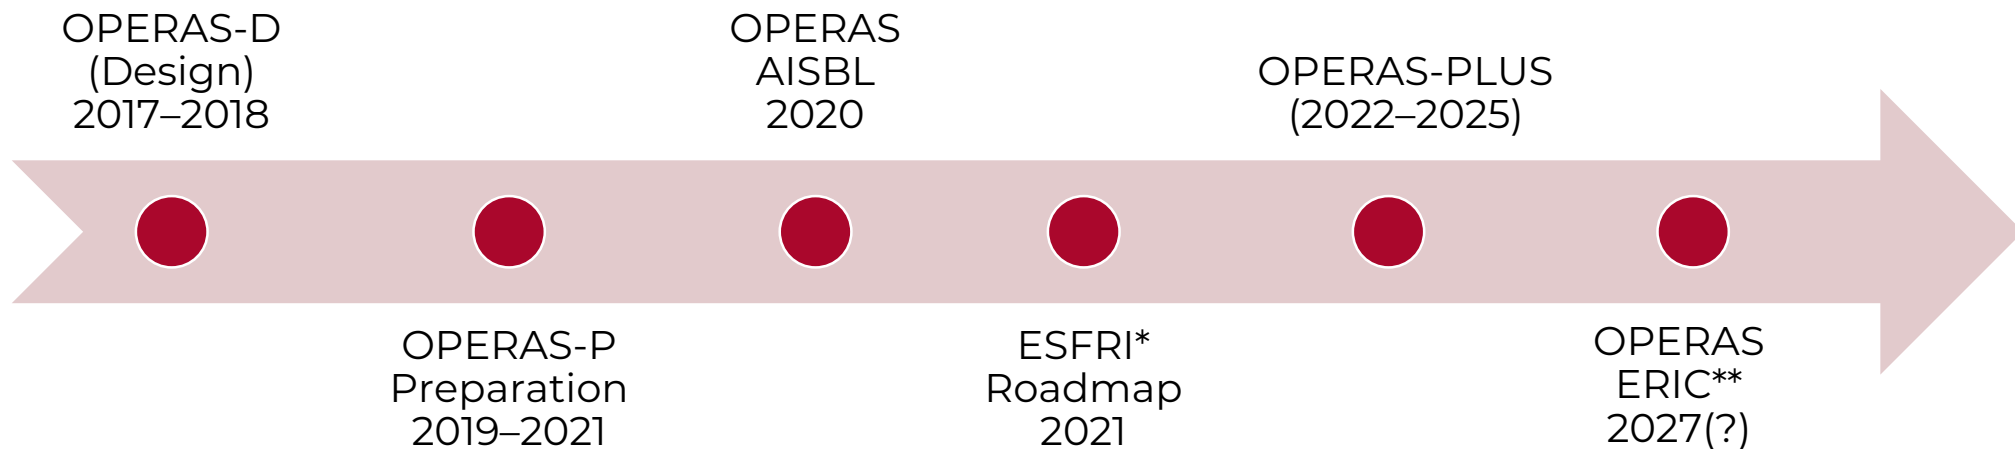 OPERAS-D
(Design)
2017–2018
OPERAS-P
Preparation
2019–2021
OPERAS
AISBL
2020
ESFRI*
Roadmap
2021
OPERAS-PLUS
(2022–2025)
OPERAS
ERIC**
2027(?)